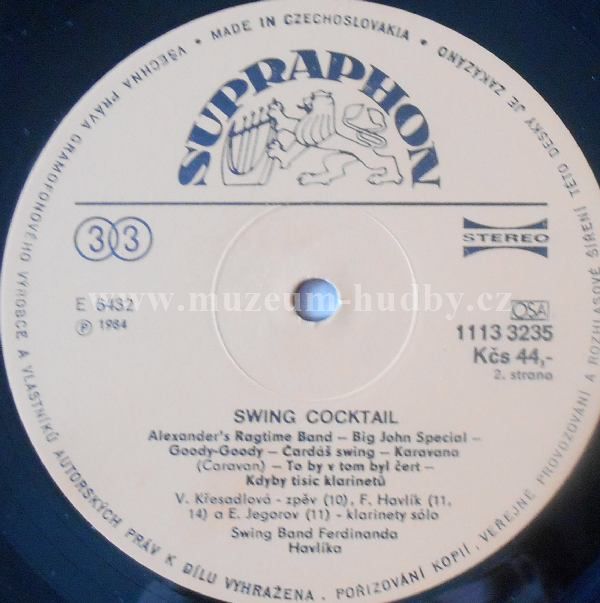 VŠECHNA PRÁVA GRAMOFONOVÉHO VÝROBCE A VLASTNÍKŮ AUTORSKÝCH PRÁV K DÍLU VYHRAŽENA. POŘIZOVÁNÍ KOPIÍ, VEŘEJNÉ PROVOZOVÁNÍ A ROZHLASOVÉ ŠÍŘENÍ TÉTO DESKY JE ZAKÁZÁNO • MADE IN CZECHOSLOVAKIA •
SUPRAPHON
33
STEREO
www.muzeum-hudby.cz
E 6432
Ⓟ 1984
OSA
1113 3235
Kčs 44,-
2. strana
SWING COCKTAIL
Alexander's Ragtime Band – Big John Special –
Goody-Goody – Čardáš swing – Karavana
(Caravan) – To by v tom byl čert –
Kdyby tisíc klarinetů
V. Křesadlová - zpěv (10), F. Havlík (11,
14) a E. Jegorov (11) - klarinety sólo
Swing Band Ferdinanda
Havlíka